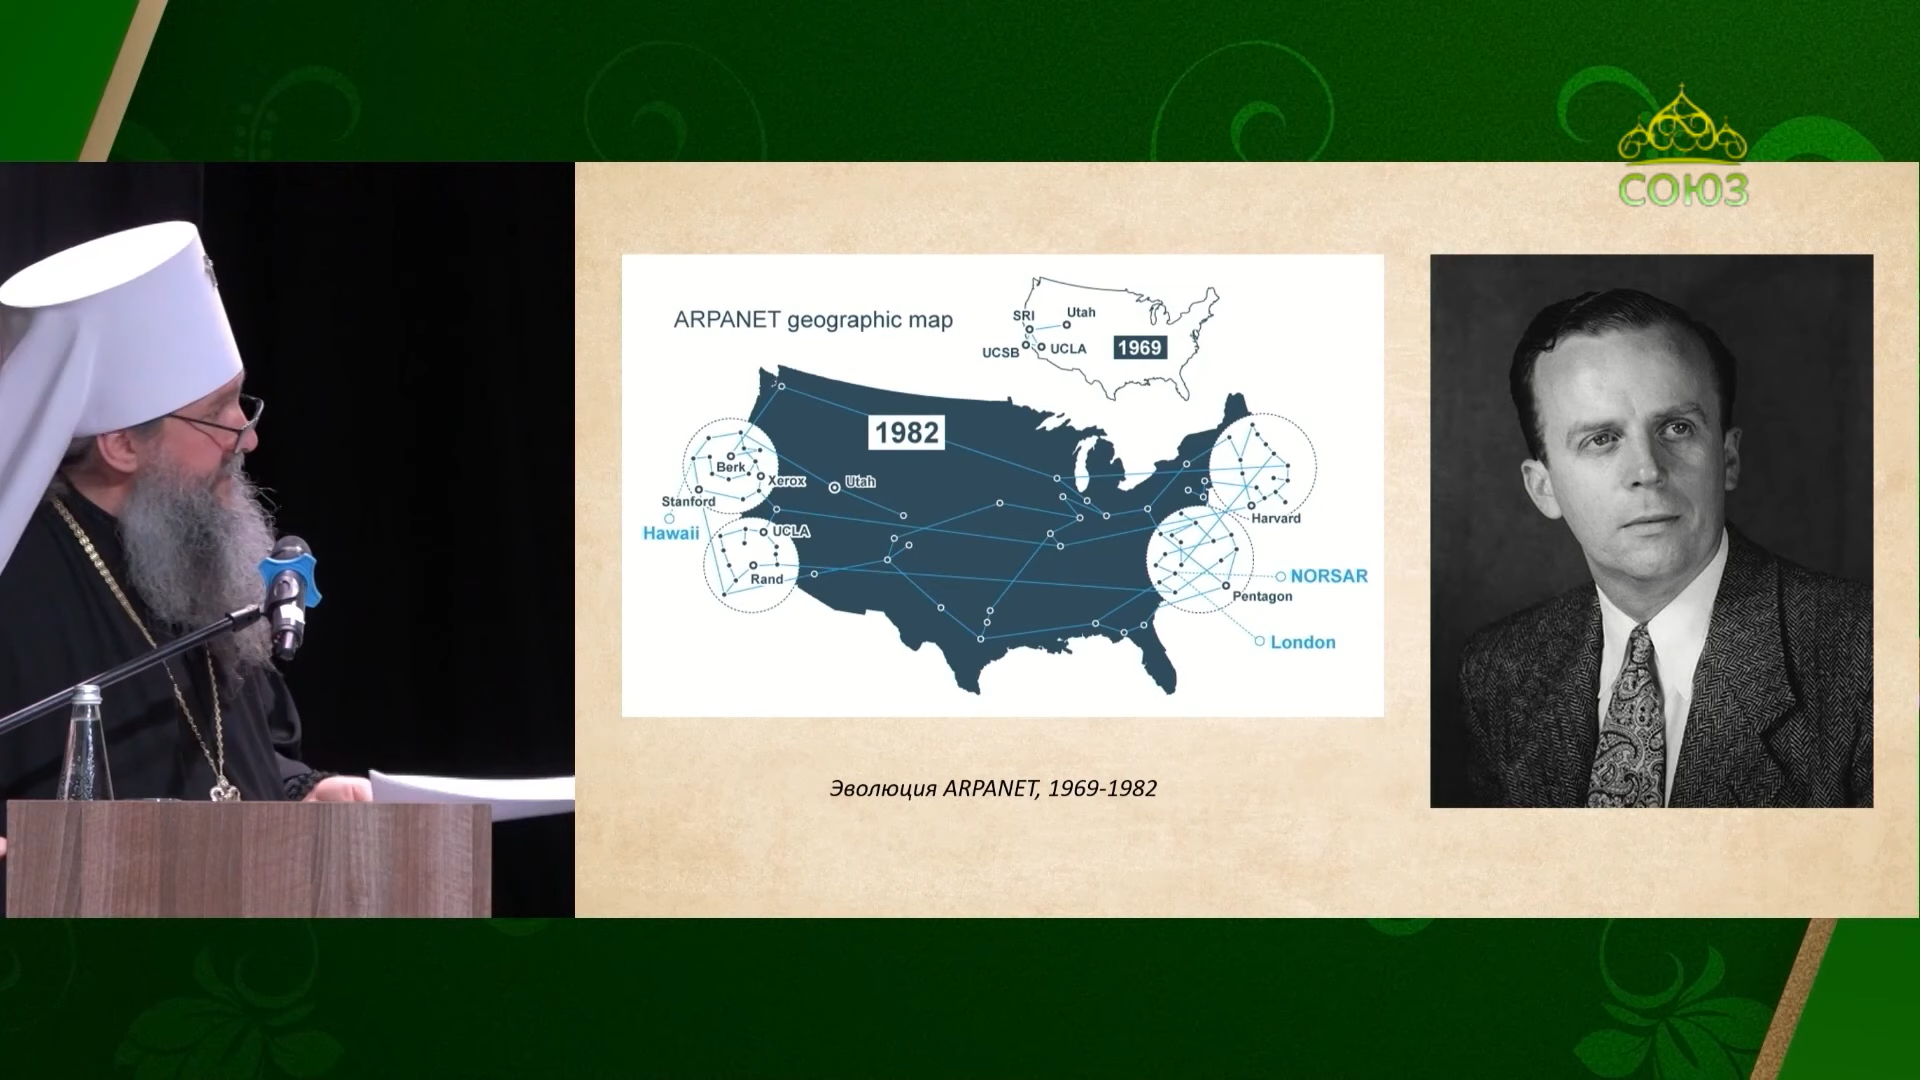 СОЮЗ
ARPANET geographic map
SRI
Utah
UCSB
UCLA
1969
1982
Berk
Xerox
Utah
Stanford
Hawaii
UCLA
Rand
Harvard
NORSAR
Pentagon
London
Эволюция ARPANET, 1969-1982